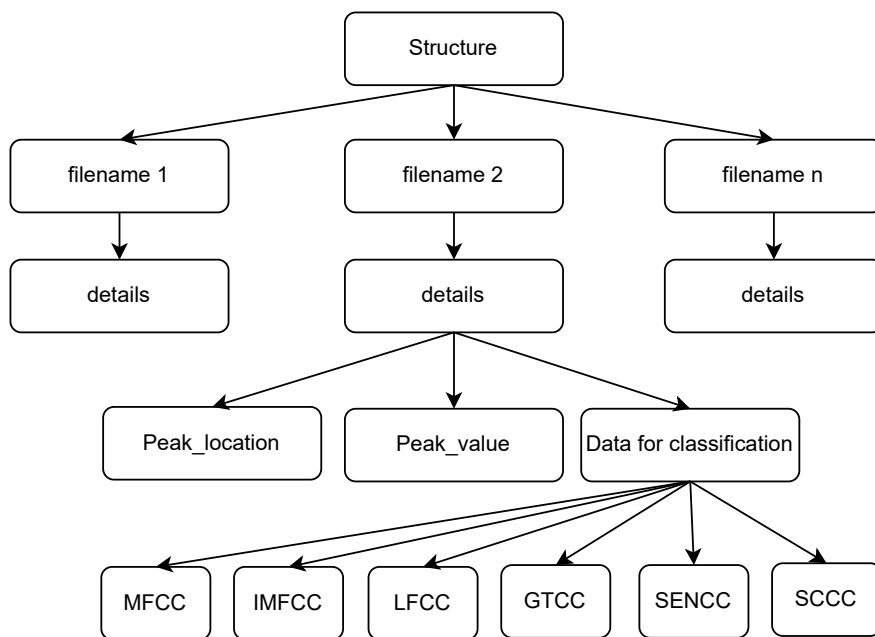 Structure
filename 1
filename 2
filename n
details
details
details
Peak_location
Peak_value
Data for classification
MFCC
IMFCC
LFCC
GTCC
SENCC
SCCC